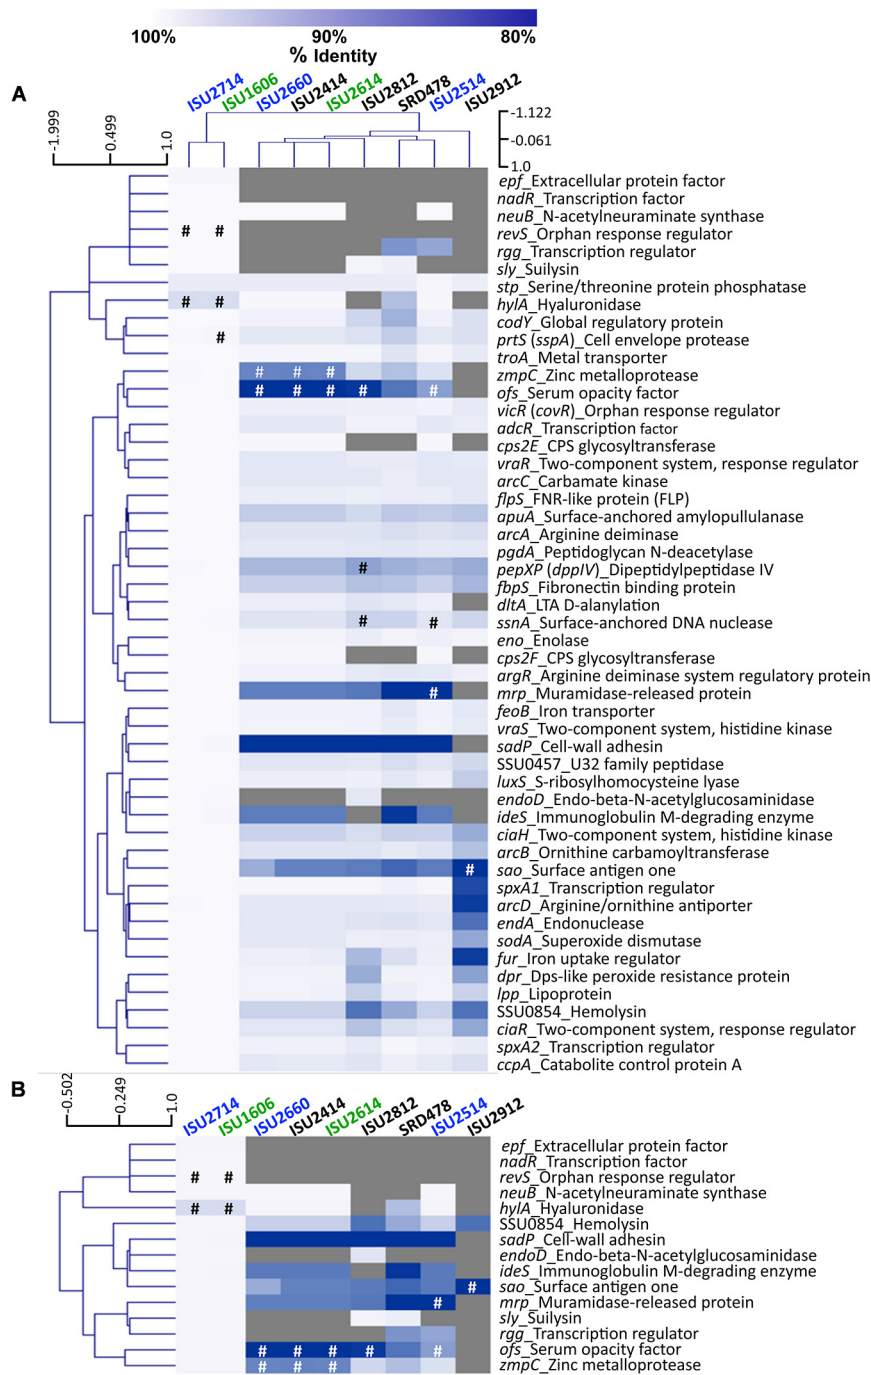 100% 90% 80%
% Identity
A
ISU2714 ISU1606 ISU2660 ISU2414 ISU2614 ISU2812 SRD478 ISU2514 ISU2912
-1.999 0.499 1.0
-1.122
-0.061
1.0
epf_Extracellular protein factor
nadR_Transcription factor
neuB_N-acetylneuraminate synthase
# # revS_Orphan response regulator
rgg_Transcription regulator
sly_Suilysin
stp_Serine/threonine protein phosphatase
# # hylA_Hyaluronidase
codY_Global regulatory protein
# prtS (sspA)_Cell envelope protease
troA_Metal transporter
# # # zmpC_Zinc metalloprotease
# # # # # ofs_Serum opacity factor
vicR (covR)_Orphan response regulator
adcR_Transcription factor
cps2E_CPS glycosyltransferase
vraR_Two-component system, response regulator
arcC_Carbamate kinase
flpS_FNR-like protein (FLP)
apuA_Surface-anchored amylopullulanase
arcA_Arginine deiminase
pgdA_Peptidoglycan N-deacetylase
# pepXP (dppIV)_Dipeptidylpeptidase IV
fbpS_Fibronectin binding protein
dltA_LTA D-alanylation
# # ssnA_Surface-anchored DNA nuclease
eno_Enolase
cps2F_CPS glycosyltransferase
argR_Arginine deiminase system regulatory protein
# mrp_Muramidase-released protein
feoB_Iron transporter
vraS_Two-component system, histidine kinase
sadP_Cell-wall adhesin
SSU0457_U32 family peptidase
luxS_S-ribosylhomocysteine lyase
endoD_Endo-beta-N-acetylglucosaminidase
ideS_Immunoglobulin M-degrading enzyme
ciaH_Two-component system, histidine kinase
arcB_Ornithine carbamoyltransferase
# sao_Surface antigen one
spxA1_Transcription regulator
arcD_Arginine/ornithine antiporter
endA_Endonuclease
sodA_Superoxide dismutase
fur_Iron uptake regulator
dpr_Dps-like peroxide resistance protein
lpp_Lipoprotein
SSU0854_Hemolysin
ciaR_Two-component system, response regulator
spxA2_Transcription regulator
ccpA_Catabolite control protein A
B
-0.502 0.249 1.0
ISU2714 ISU1606 ISU2660 ISU2414 ISU2614 ISU2812 SRD478 ISU2514 ISU2912
epf_Extracellular protein factor
nadR_Transcription factor
# # revS_Orphan response regulator
neuB_N-acetylneuraminate synthase
# # hylA_Hyaluronidase
SSU0854_Hemolysin
sadP_Cell-wall adhesin
endoD_Endo-beta-N-acetylglucosaminidase
ideS_Immunoglobulin M-degrading enzyme
# sao_Surface antigen one
# mrp_Muramidase-released protein
sly_Suilysin
rgg_Transcription regulator
# # # # # ofs_Serum opacity factor
# # # zmpC_Zinc metalloprotease